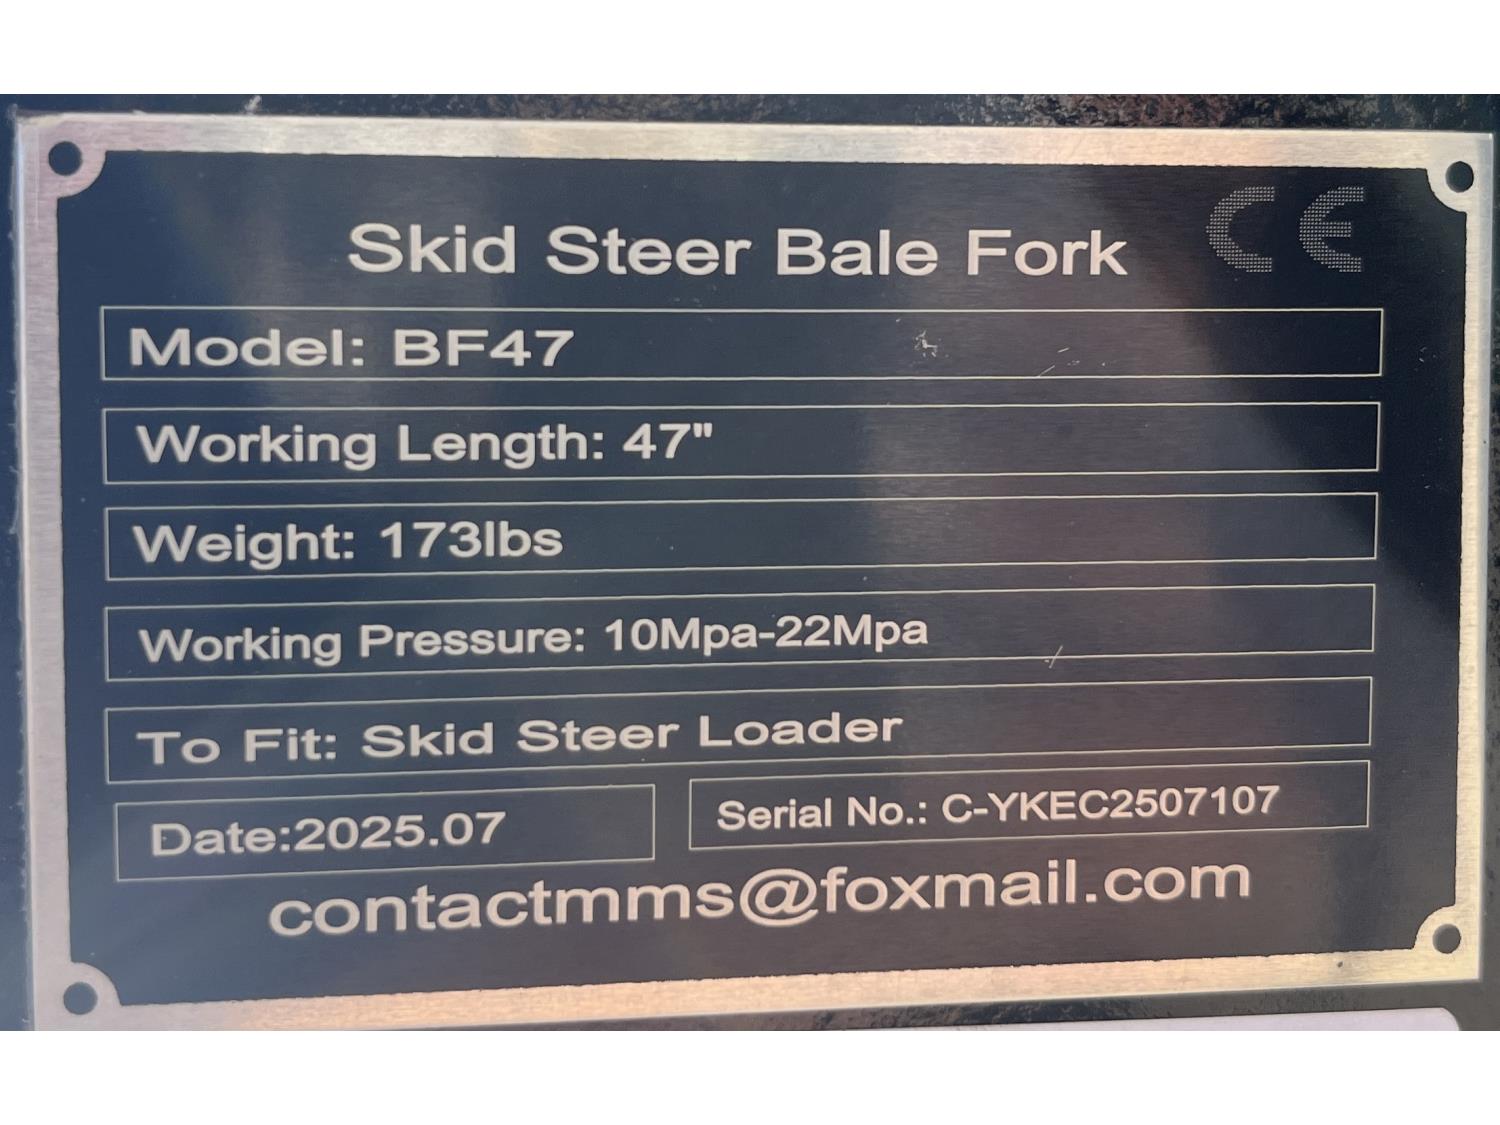 CE
Skid Steer Bale Fork
Model: BF47
Working Length: 47"
Weight: 173lbs
Working Pressure: 10Mpa-22Mpa
To Fit: Skid Steer Loader
Date:2025.07
Serial No.: C-YKEC2507107
contactmms@foxmail.com